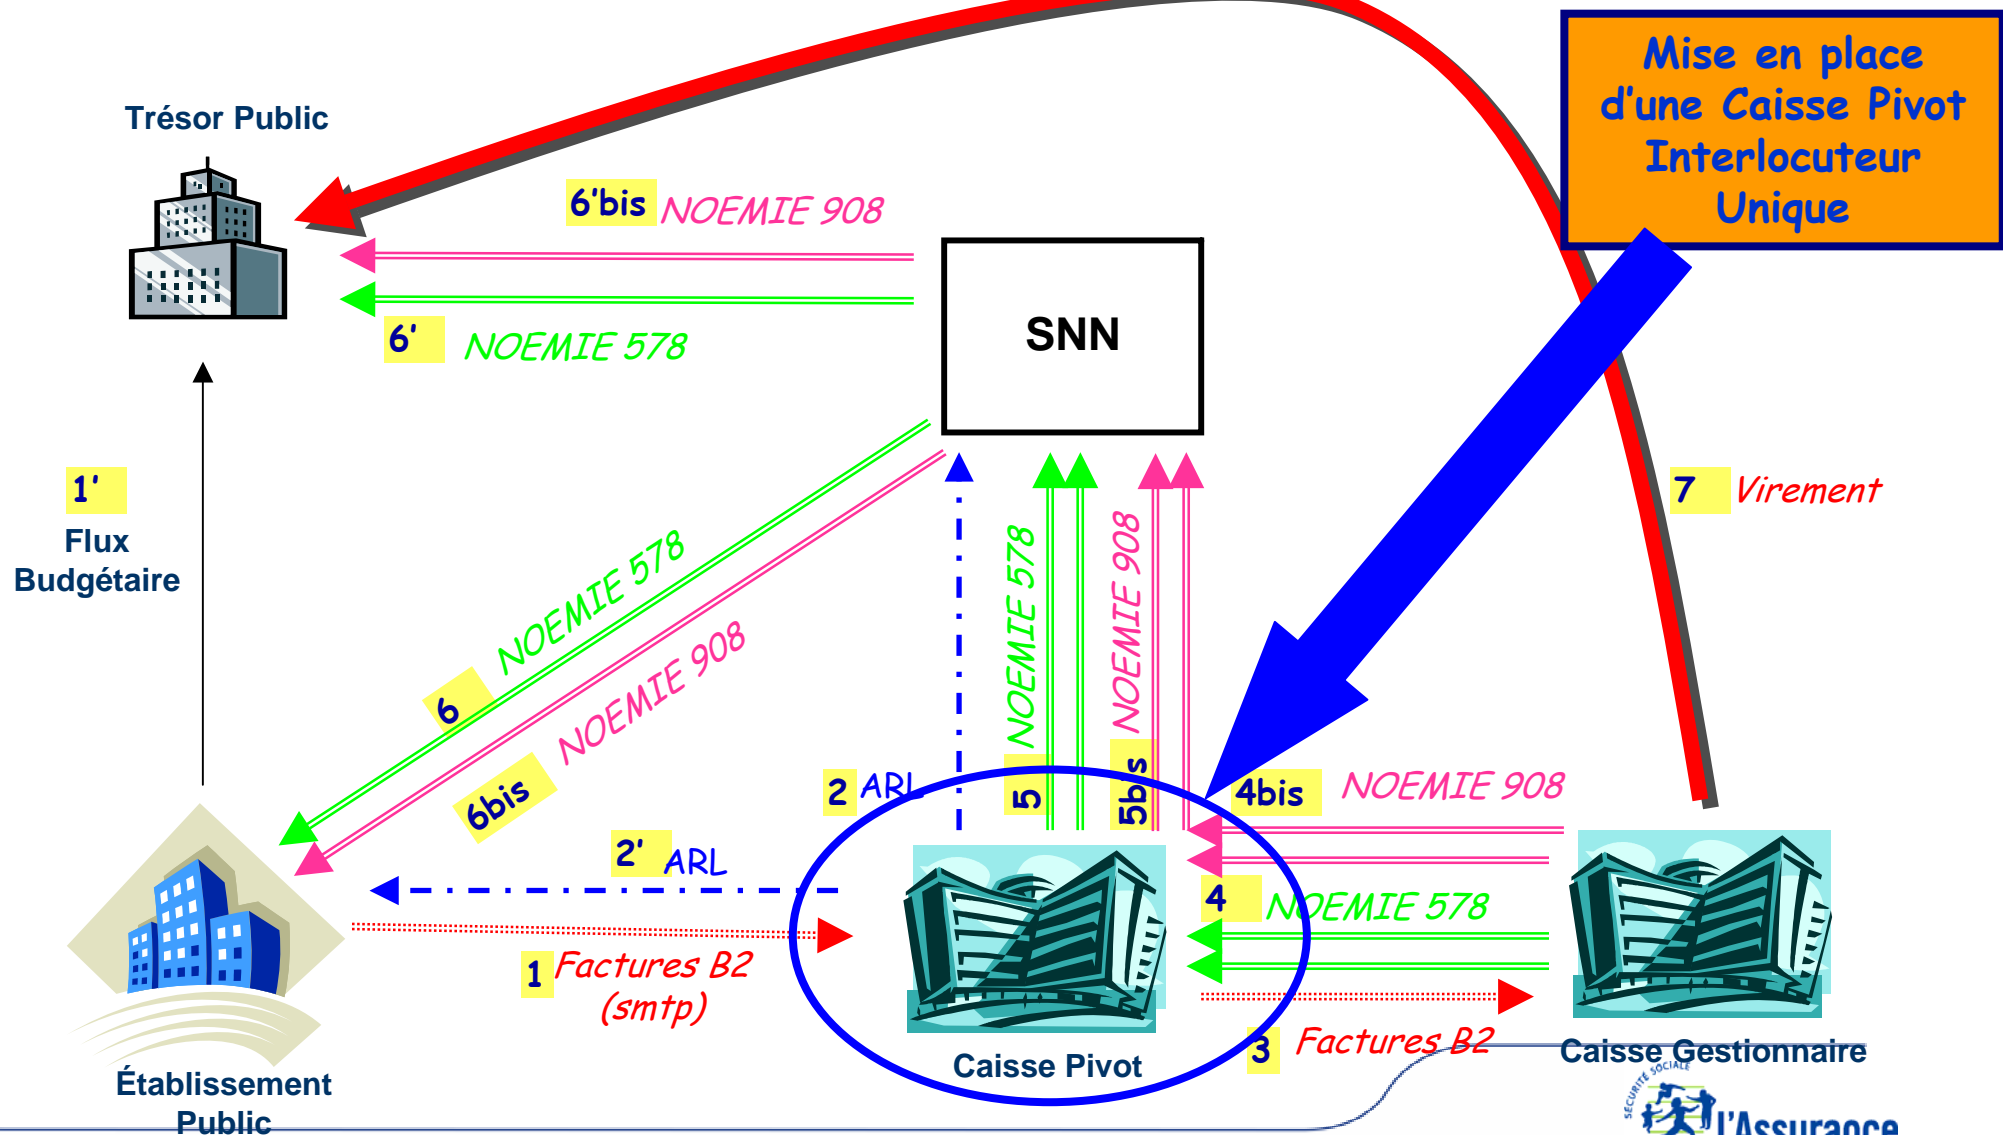 Mise en place
d'une Caisse Pivot
Interlocuteur
Unique
Trésor Public
6'bis NOEMIE 908
6' NOEMIE 578
SNN
1'
Flux
Budgétaire
7 Virement
6 NOEMIE 578
6bis NOEMIE 908
5 NOEMIE 578
5bis NOEMIE 908
2 ARL
4bis NOEMIE 908
2' ARL
4 NOEMIE 578
1 Factures B2
(smtp)
3 Factures B2
Caisse Pivot
Caisse Gestionnaire
Établissement
Public
SÉCURITÉ SOCIALE
l'Assurance